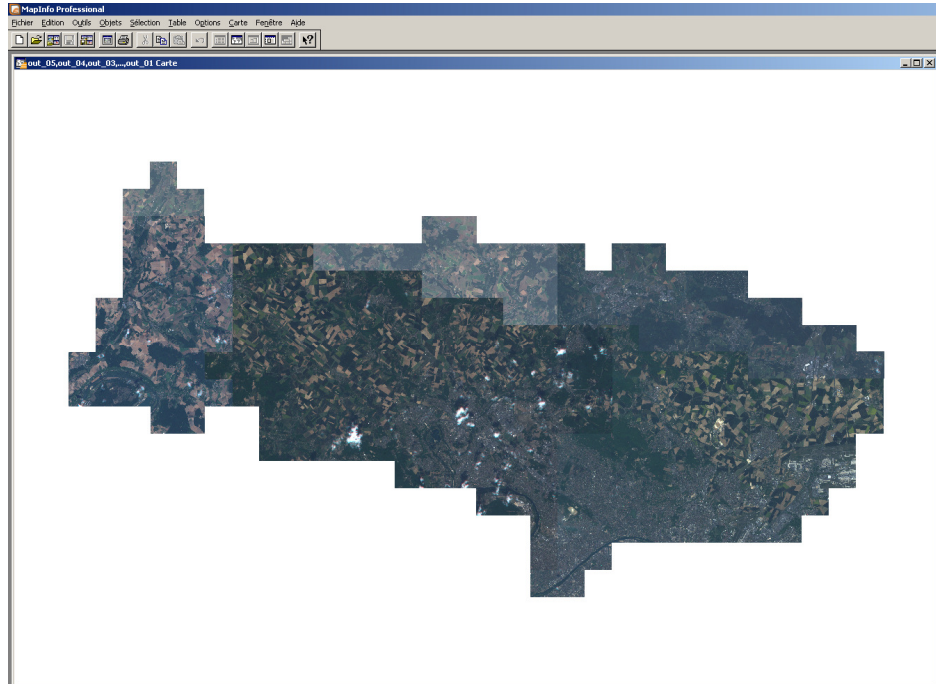 MapInfo Professional
Fichier Edition Outils Objets Sélection Table Options Carte Fenêtre Aide
out_05,out_04,out_03,...,out_01 Carte